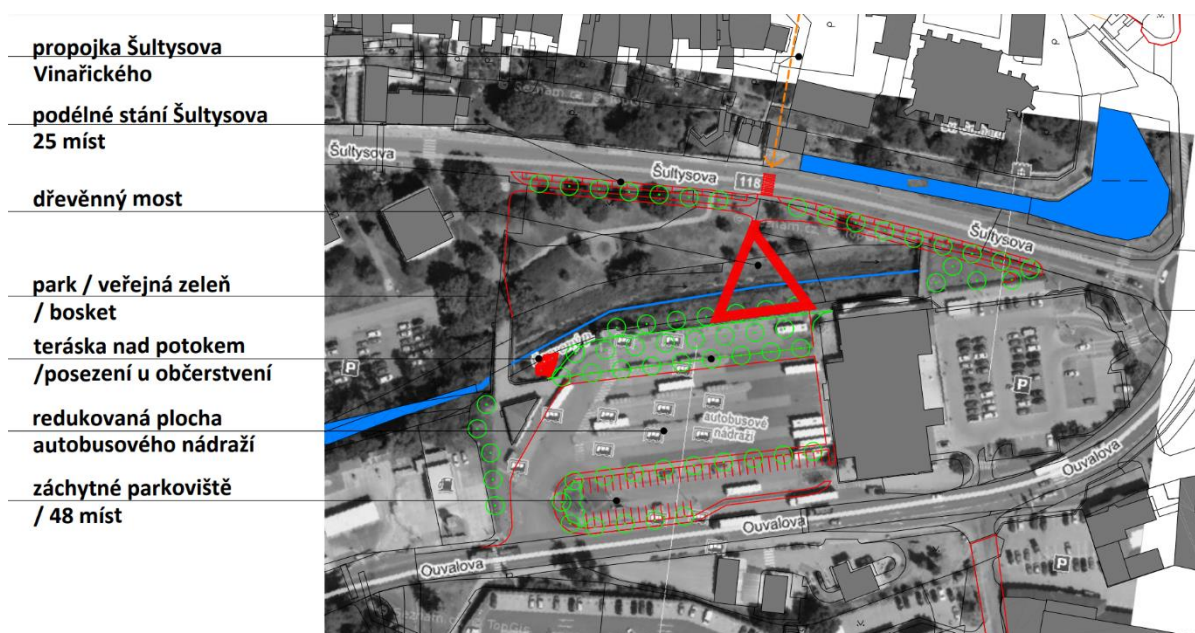 propojka Šultysova
Vinařického
podélné stání Šultysova
25 míst
dřevěnný most
park / veřejná zeleň
/ bosket
teráska nad potokem
/posezení u občerstvení
redukovaná plocha
autobusového nádraží
záchytné parkoviště
/ 48 míst
Šultysova
Šultysova
118
Šultysova
P
P
autobusové
nádraží
Ouvalova
Ouvalova
Ouvalova
P